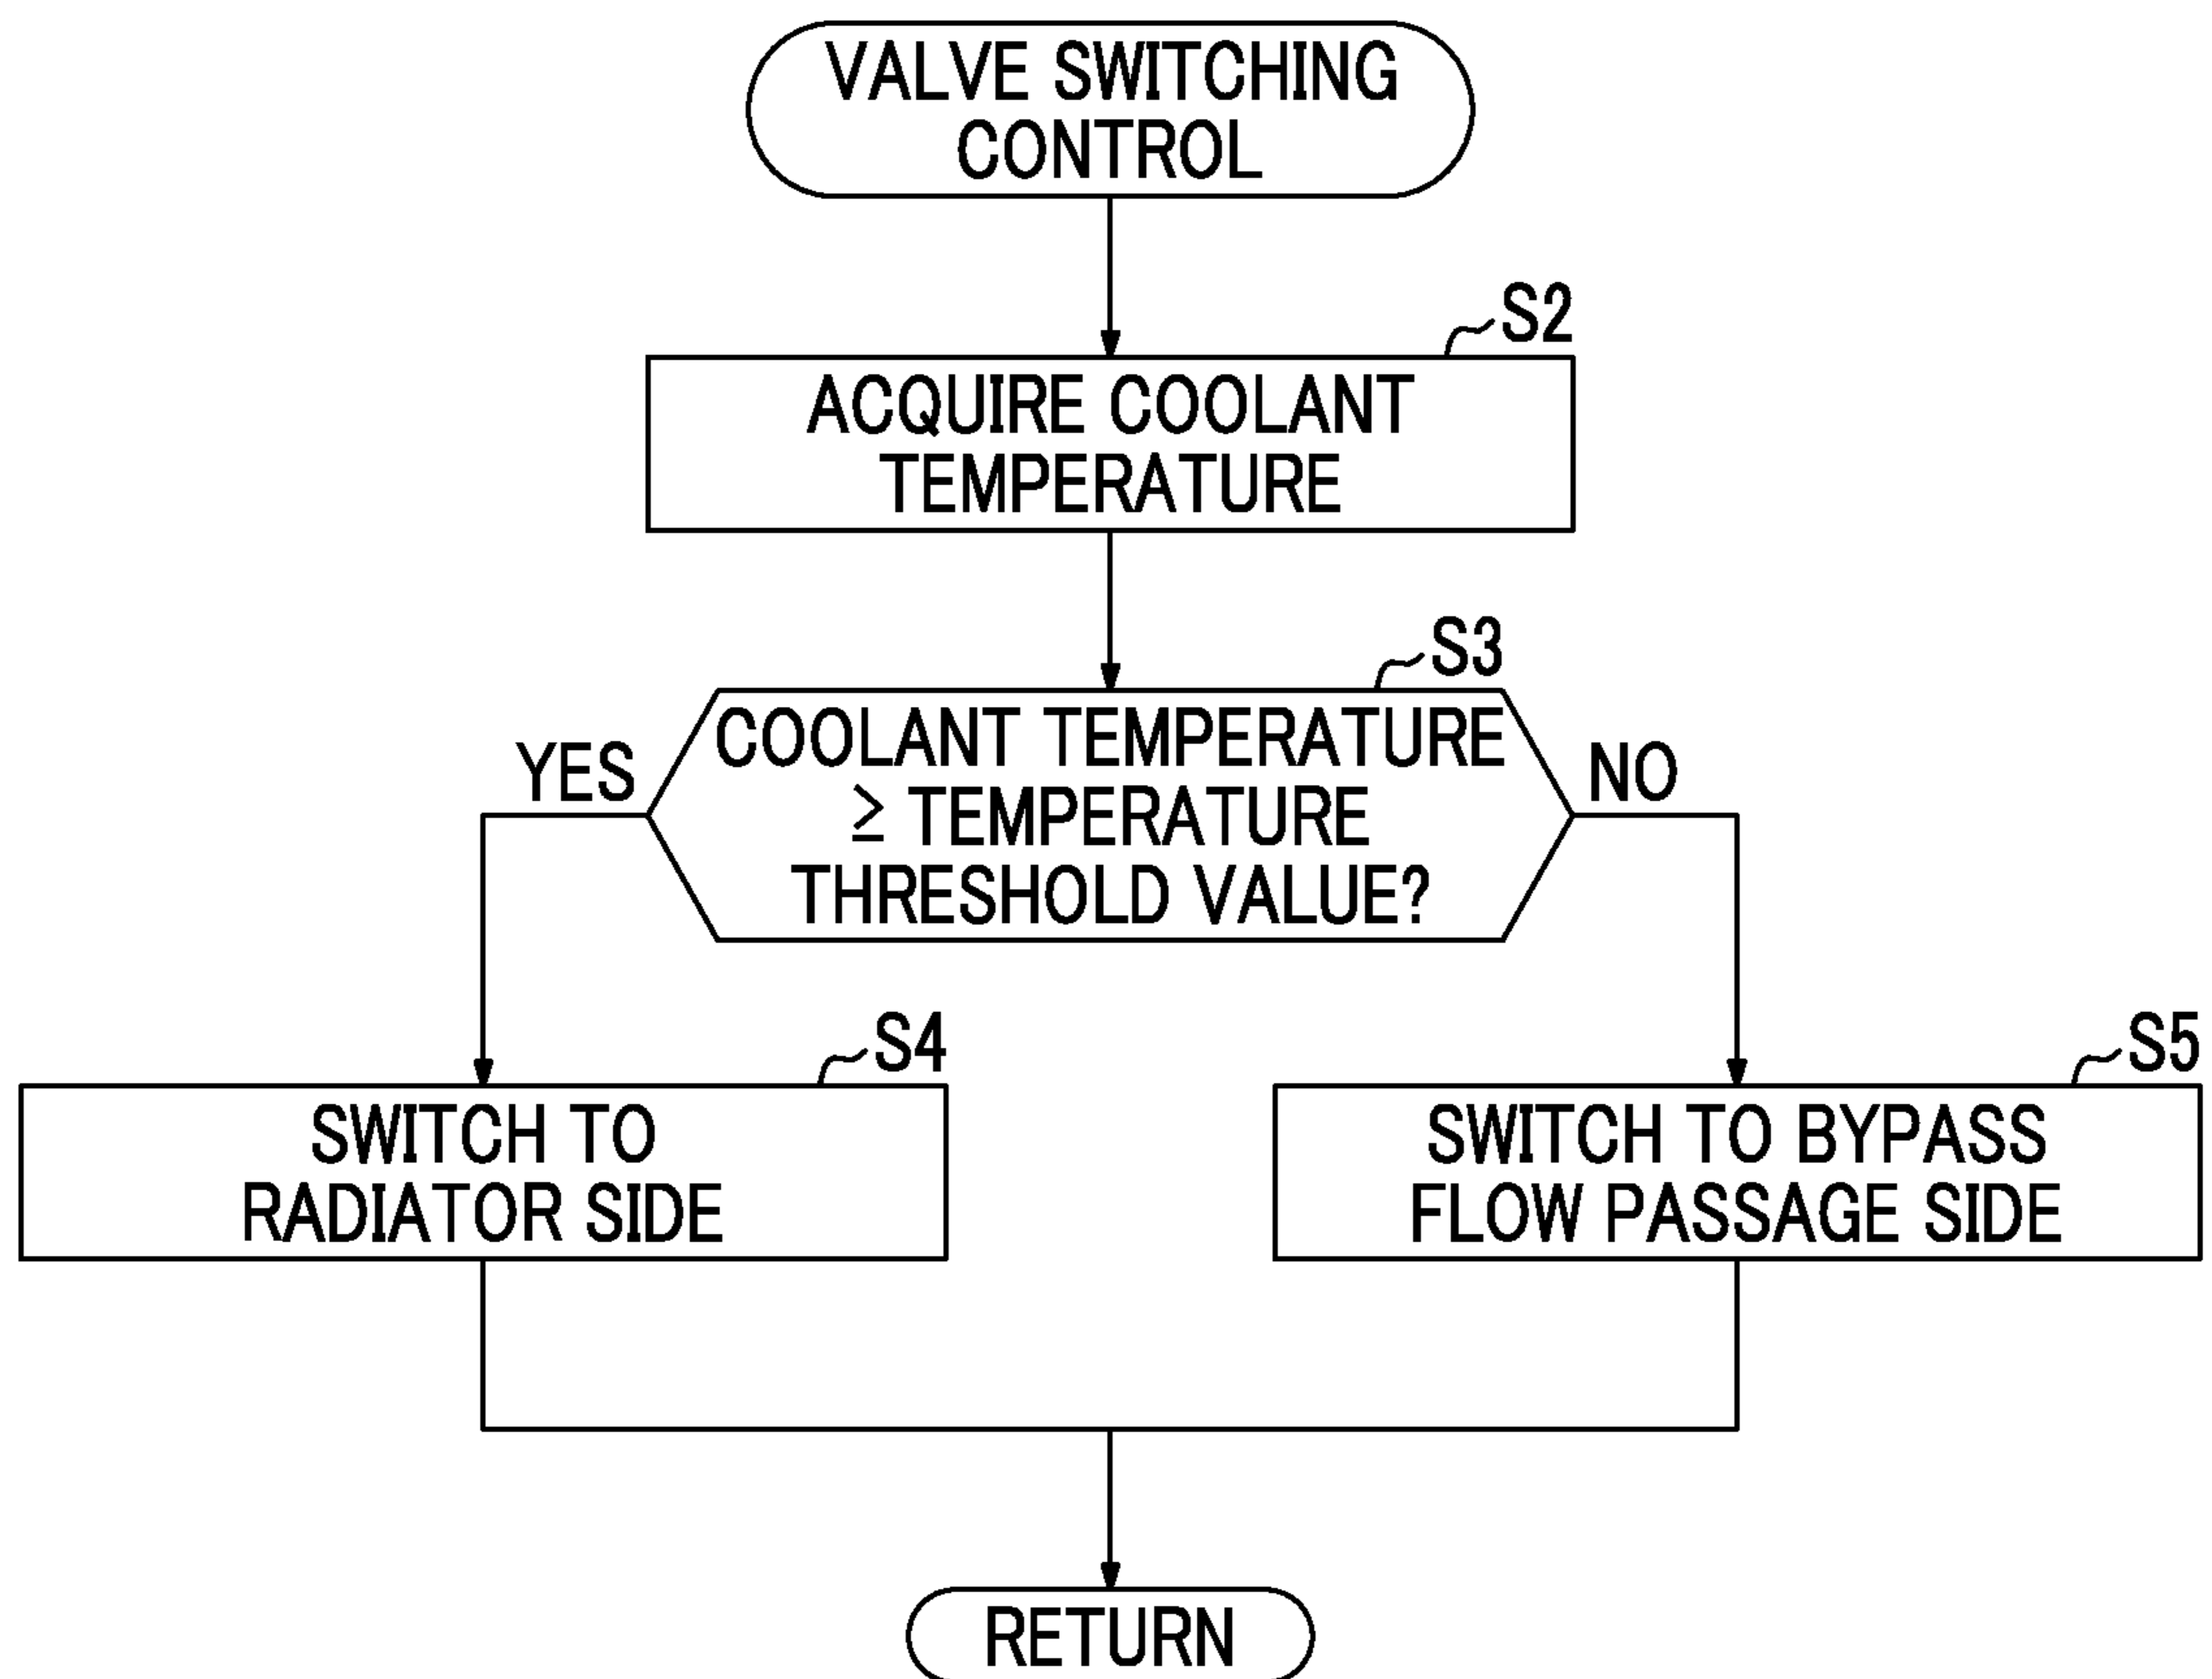 VALVE SWITCHING
CONTROL
S2
ACQUIRE COOLANT
TEMPERATURE
S3
COOLANT TEMPERATURE
≥ TEMPERATURE
THRESHOLD VALUE?
YES
NO
S4
SWITCH TO
RADIATOR SIDE
S5
SWITCH TO BYPASS
FLOW PASSAGE SIDE
RETURN